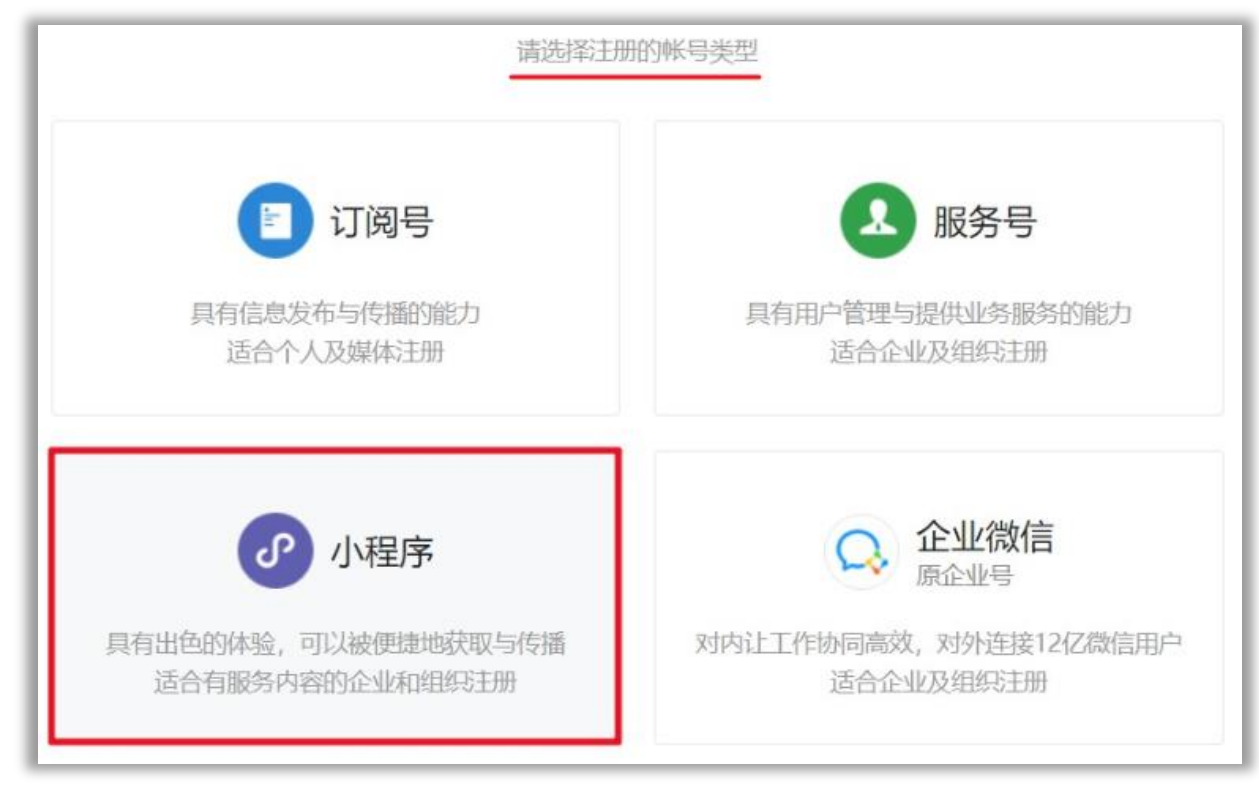 请选择注册的帐号类型
订阅号
具有信息发布与传播的能力
适合个人及媒体注册
服务号
具有用户管理与提供业务服务的能力
适合企业及组织注册
小程序
具有出色的体验，可以被便捷地获取与传播
适合有服务内容的企业和组织注册
企业微信
原企业号
对内让工作协同高效，对外连接12亿微信用户
适合企业及组织注册